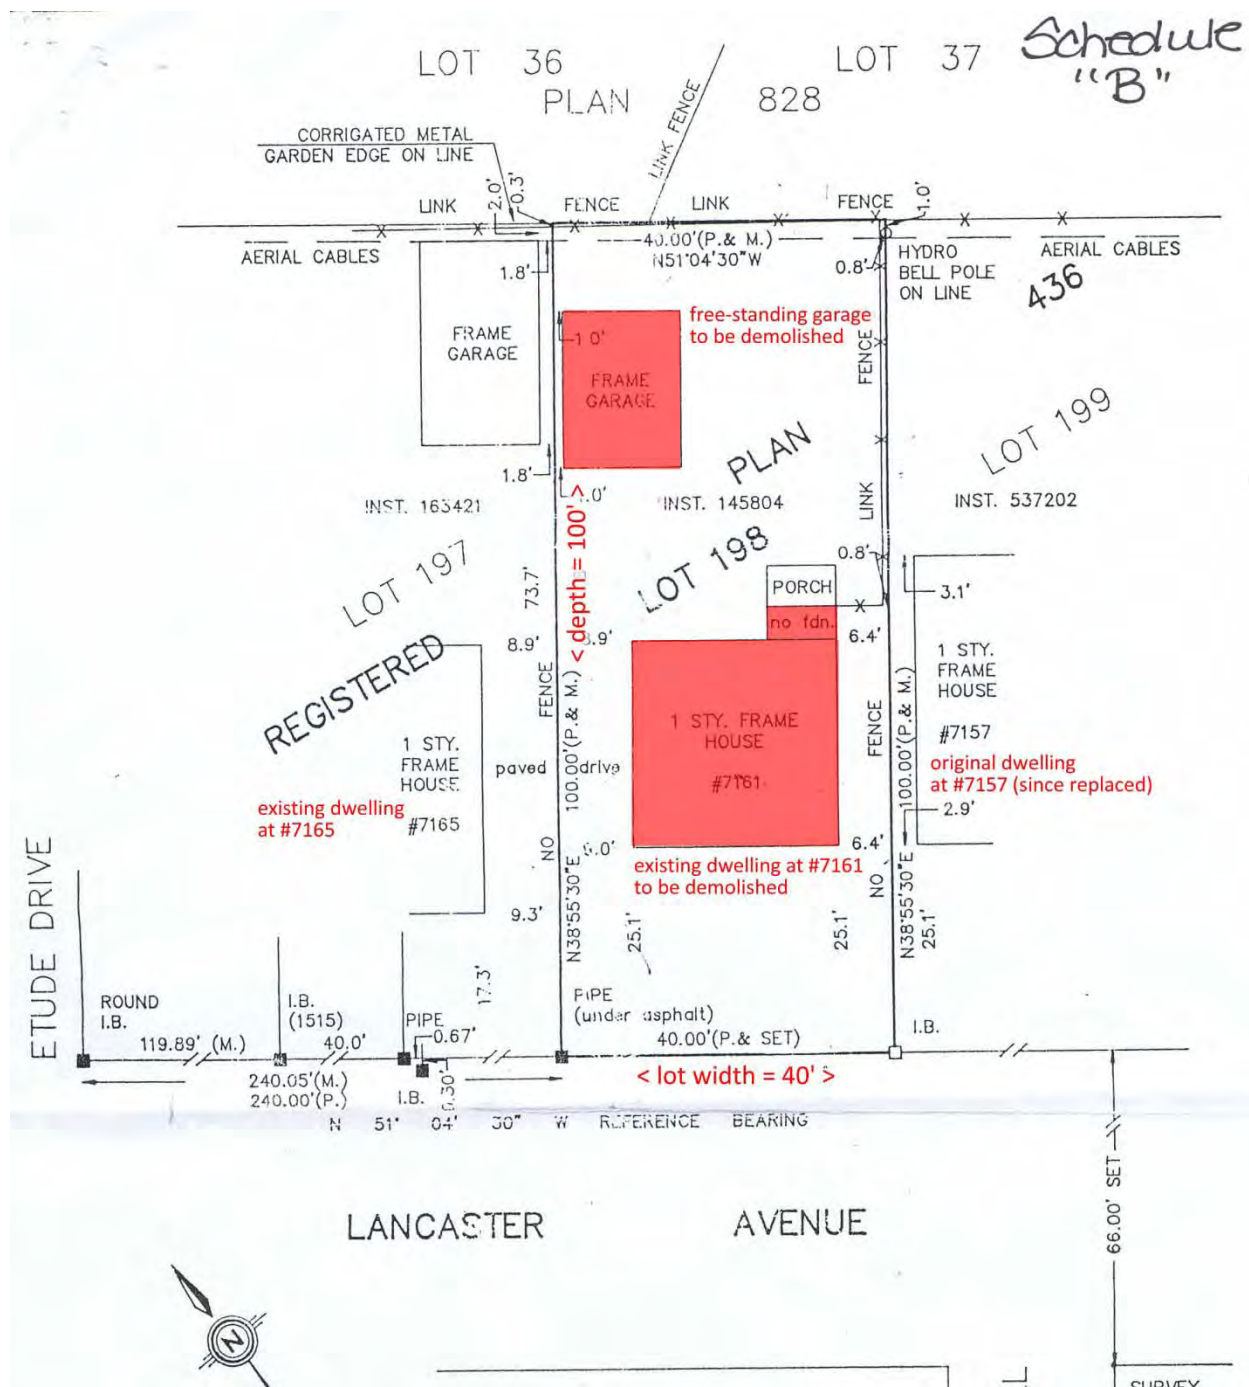 Schedule
"B"
LOT 36
LOT 37
PLAN 828
LINK FENCE
CORRIGATED METAL
GARDEN EDGE ON LINE
2.0'
0.3'
LINK FENCE LINK FENCE
1.0'
AERIAL CABLES
40.00'(P.& M.)
N51°04'30"W
1.8'
0.8'
HYDRO
BELL POLE
ON LINE
AERIAL CABLES
436
FRAME
GARAGE
1.0'
FRAME
GARAGE
free-standing garage
to be demolished
FENCE
LINK
PLAN
LOT 199
1.8'
1.0'
INST. 163421
INST. 145804
INST. 537202
LOT 197
LOT 198
< depth = 100' >
73.7'
0.8'
3.1'
PORCH
no fdn.
6.4'
8.9'
8.9'
REGISTERED
1 STY.
FRAME
HOUSE
#7165
existing dwelling
at #7165
NO FENCE
paved drive
N38°55'30"E 100.00'(P.& M.)
1 STY. FRAME
HOUSE
#7161
existing dwelling at #7161
to be demolished
NO FENCE
N38°55'30"E 100.00'(P.& M.)
1 STY.
FRAME
HOUSE
#7157
original dwelling
at #7157 (since replaced)
2.9'
6.4'
9.0'
9.3'
25.1'
25.1'
25.1'
17.3'
ETUDE DRIVE
ROUND
I.B.
I.B.
(1515)
PIPE
0.67'
PIPE
(under asphalt)
I.B.
119.89' (M.)
40.0'
40.00'(P.& SET)
240.05'(M.)
240.00'(P.)
I.B.
0.30'
< lot width = 40' >
N 51° 04' 30" W REFERENCE BEARING
66.00' SET
LANCASTER AVENUE
N
SURVEY